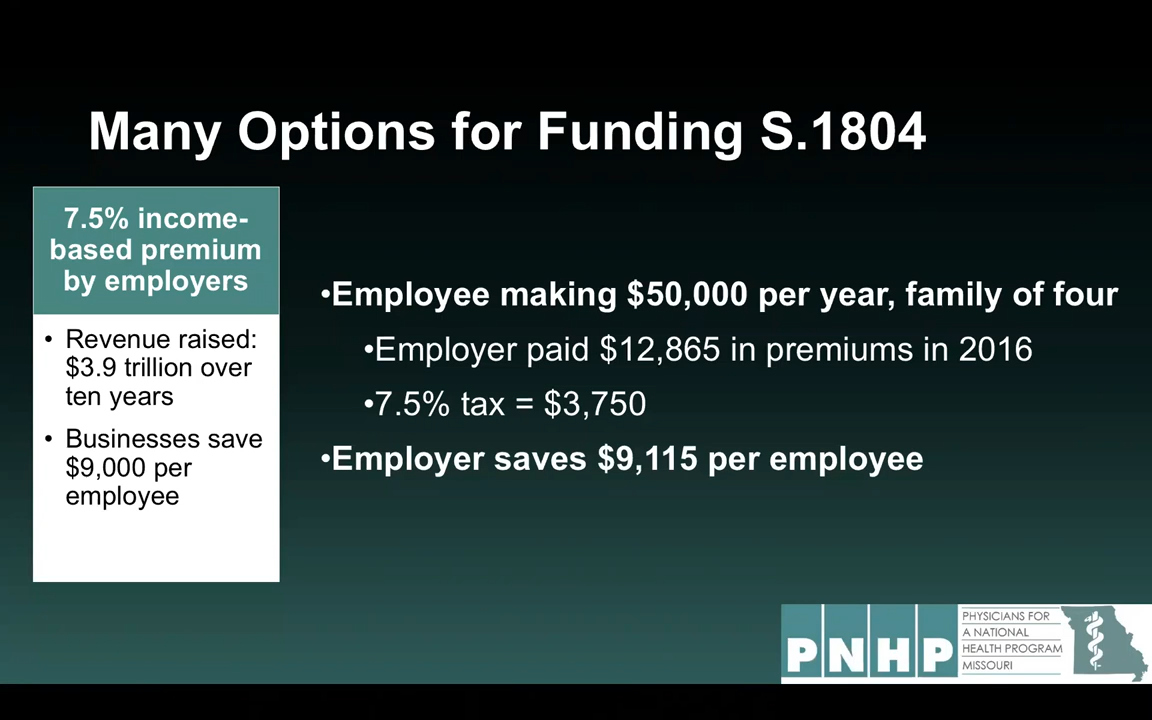 Many Options for Funding S.1804
7.5% income-
based premium
by employers
• Revenue raised:
$3.9 trillion over
ten years
• Businesses save
$9,000 per
employee
•Employee making $50,000 per year, family of four
•Employer paid $12,865 in premiums in 2016
•7.5% tax = $3,750
•Employer saves $9,115 per employee
PNHP
PHYSICIANS FOR
A NATIONAL
HEALTH PROGRAM
MISSOURI